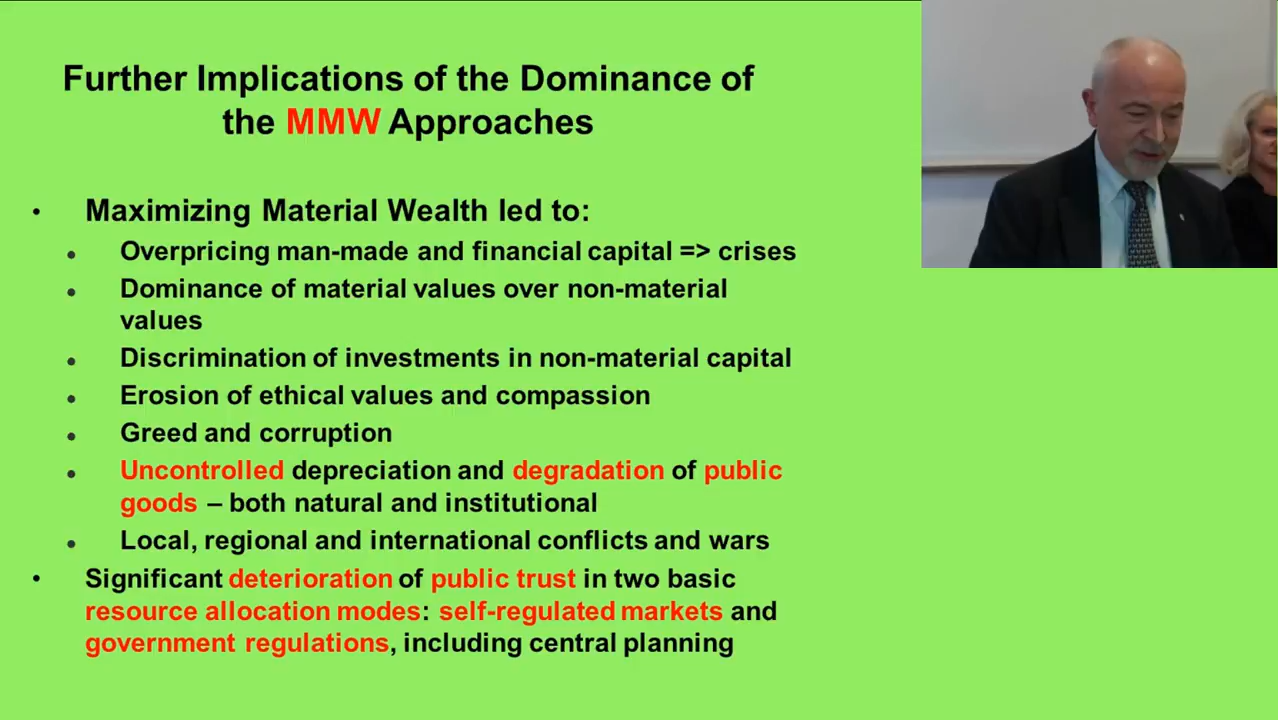 Further Implications of the Dominance of
the MMW Approaches
• Maximizing Material Wealth led to:
• Overpricing man-made and financial capital => crises
• Dominance of material values over non-material
values
• Discrimination of investments in non-material capital
• Erosion of ethical values and compassion
• Greed and corruption
• Uncontrolled depreciation and degradation of public
goods – both natural and institutional
• Local, regional and international conflicts and wars
• Significant deterioration of public trust in two basic
resource allocation modes: self-regulated markets and
government regulations, including central planning